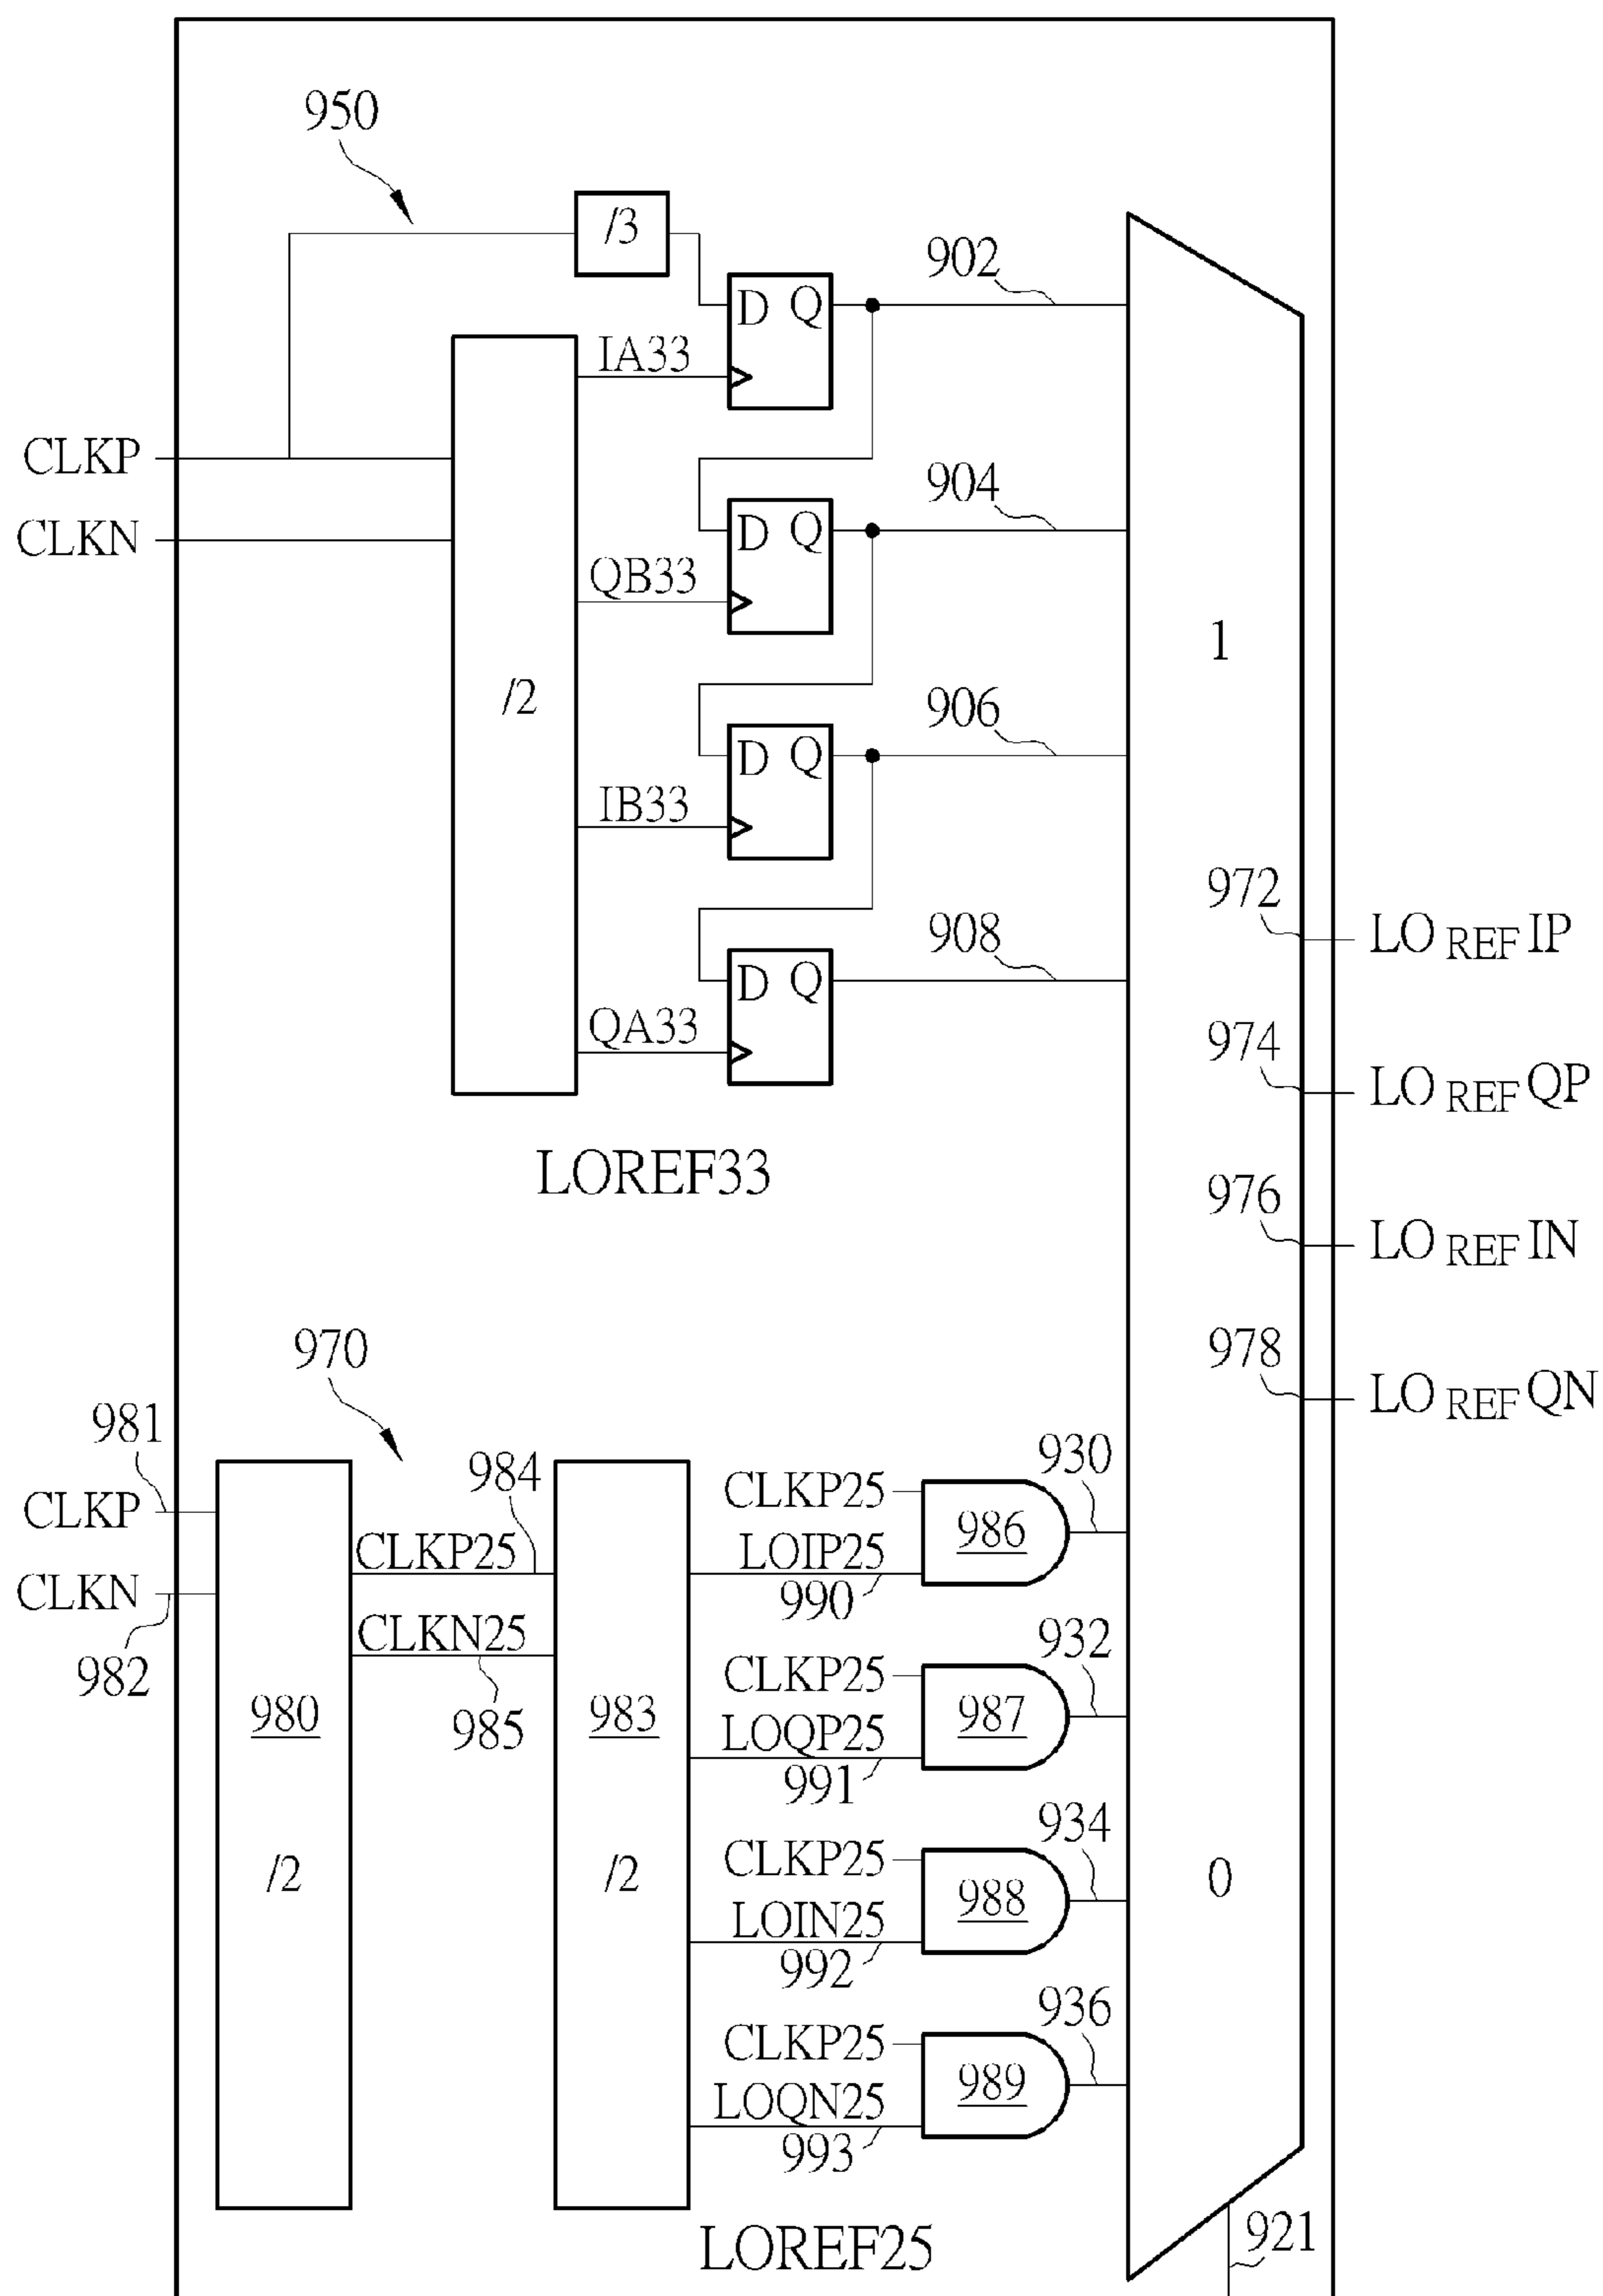 950
/3
902
D Q
IA33
CLKP
904
CLKN
D Q
QB33
1
/2
906
D Q
IB33
972
908
LO REF IP
D Q
QA33
974
LO REF QP
LOREF33
976
LO REF IN
970
978
LO REF QN
981
984
930
CLKP
CLKP25
986
CLKP25
LOIP25
CLKN
990
CLKN25
932
982
CLKP25
980
985
983
987
LOQP25
991
934
CLKP25
/2
/2
988
0
LOIN25
992
936
CLKP25
989
LOQN25
993
LOREF25
921